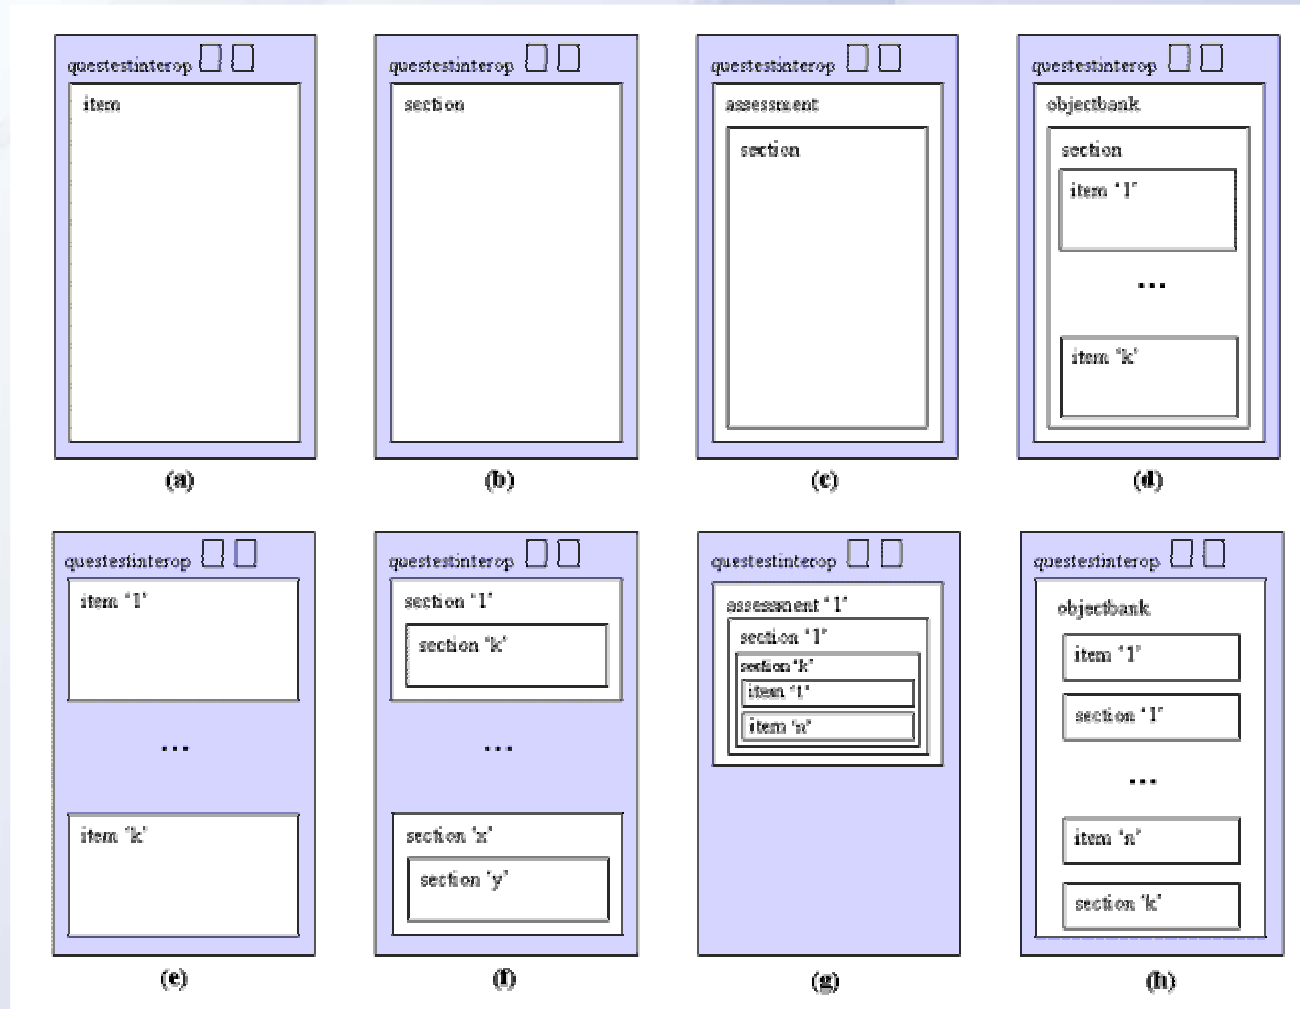 questestinterop
item
(a)
questestinterop
section
(b)
questestinterop
assessment
section
(c)
questestinterop
objectbank
section
item ‘1’
...
item ‘k’
(d)
questestinterop
item ‘1’
...
item ‘k’
(e)
questestinterop
section ‘1’
section ‘k’
...
section ‘x’
section ‘y’
(f)
questestinterop
assessment ‘1’
section ‘1’
section ‘k’
item ‘1’
item ‘n’
(g)
questestinterop
objectbank
item ‘1’
section ‘1’
...
item ‘n’
section ‘k’
(h)